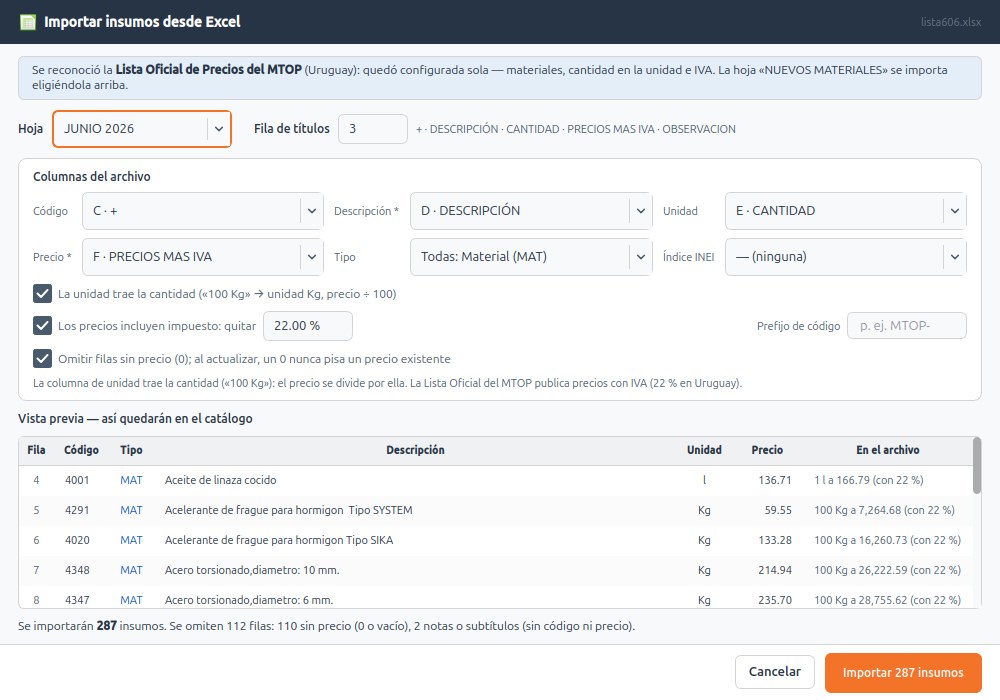 Importar insumos desde Excel
lista606.xlsx
Se reconoció la Lista Oficial de Precios del MTOP (Uruguay): quedó configurada sola — materiales, cantidad en la unidad e IVA. La hoja «NUEVOS MATERIALES» se importa
eligiéndola arriba.
Hoja JUNIO 2026 Fila de títulos 3 + · DESCRIPCIÓN · CANTIDAD · PRECIOS MAS IVA · OBSERVACION
Columnas del archivo
Código C · + Descripción * D · DESCRIPCIÓN Unidad E · CANTIDAD
Precio * F · PRECIOS MAS IVA Tipo Todas: Material (MAT) Índice INEI — (ninguna)
La unidad trae la cantidad («100 Kg» → unidad Kg, precio ÷ 100)
Los precios incluyen impuesto: quitar 22.00 % Prefijo de código p. ej. MTOP-
Omitir filas sin precio (0); al actualizar, un 0 nunca pisa un precio existente
La columna de unidad trae la cantidad («100 Kg»): el precio se divide por ella. La Lista Oficial del MTOP publica precios con IVA (22 % en Uruguay).
Vista previa — así quedarán en el catálogo
Fila Código Tipo Descripción Unidad Precio En el archivo
4 4001 MAT Aceite de linaza cocido l 136.71 1 l a 166.79 (con 22 %)
5 4291 MAT Acelerante de frague para hormigon  Tipo SYSTEM Kg 59.55 100 Kg a 7,264.68 (con 22 %)
6 4020 MAT Acelerante de frague para hormigon Tipo SIKA Kg 133.28 100 Kg a 16,260.73 (con 22 %)
7 4348 MAT Acero torsionado,diametro: 10 mm. Kg 214.94 100 Kg a 26,222.59 (con 22 %)
8 4347 MAT Acero torsionado,diametro: 6 mm. Kg 235.70 100 Kg a 28,755.62 (con 22 %)
Se importarán 287 insumos. Se omiten 112 filas: 110 sin precio (0 o vacío), 2 notas o subtítulos (sin código ni precio).
Cancelar Importar 287 insumos